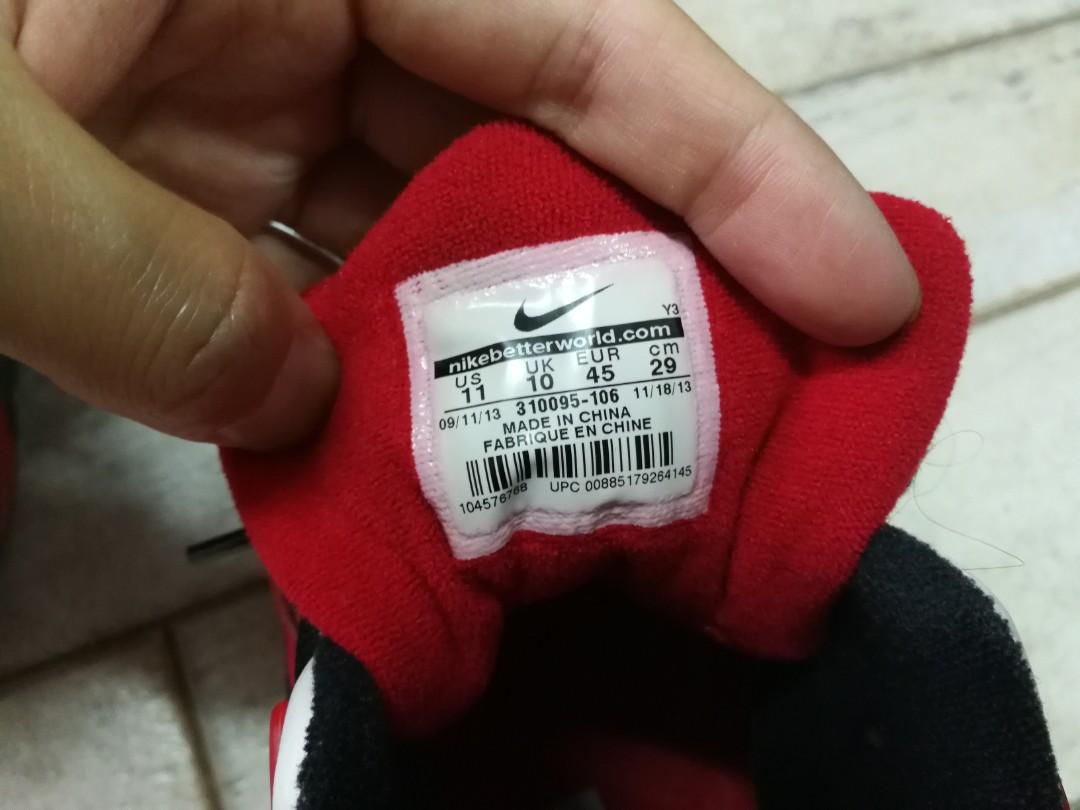 Y3
nikebetterworld.com
US UK EUR cm
11 10 45 29
09/11/13 310095-106 11/18/13
MADE IN CHINA
FABRIQUE EN CHINE
104576768 UPC 00885179264145